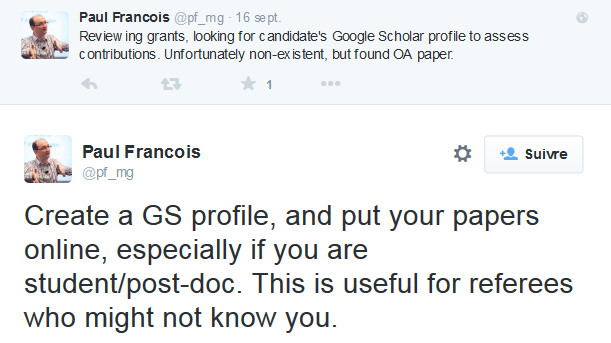 Paul Francois @pf_mg · 16 sept.
Reviewing grants, looking for candidate's Google Scholar profile to assess
contributions. Unfortunately non-existent, but found OA paper.
1
Paul Francois
@pf_mg
Suivre
Create a GS profile, and put your papers
online, especially if you are
student/post-doc. This is useful for referees
who might not know you.